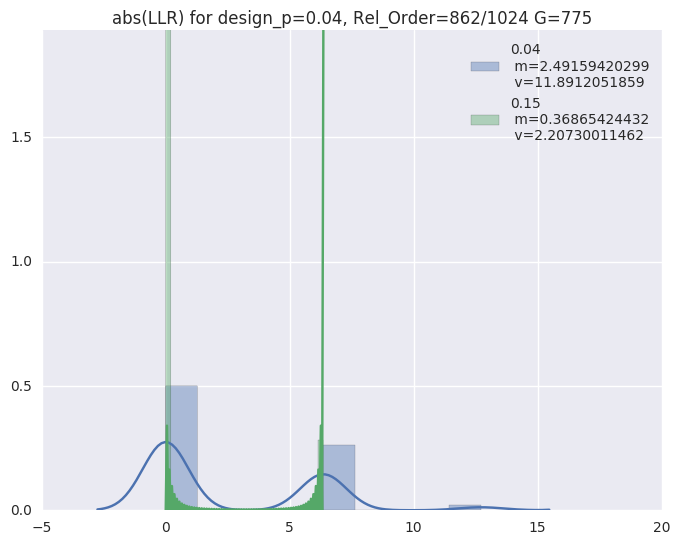 abs(LLR) for design_p=0.04, Rel_Order=862/1024 G=775
0.04
m=2.49159420299
v=11.8912051859
0.15
m=0.36865424432
v=2.20730011462
1.5
1.0
0.5
0.0
−5 0 5 10 15 20